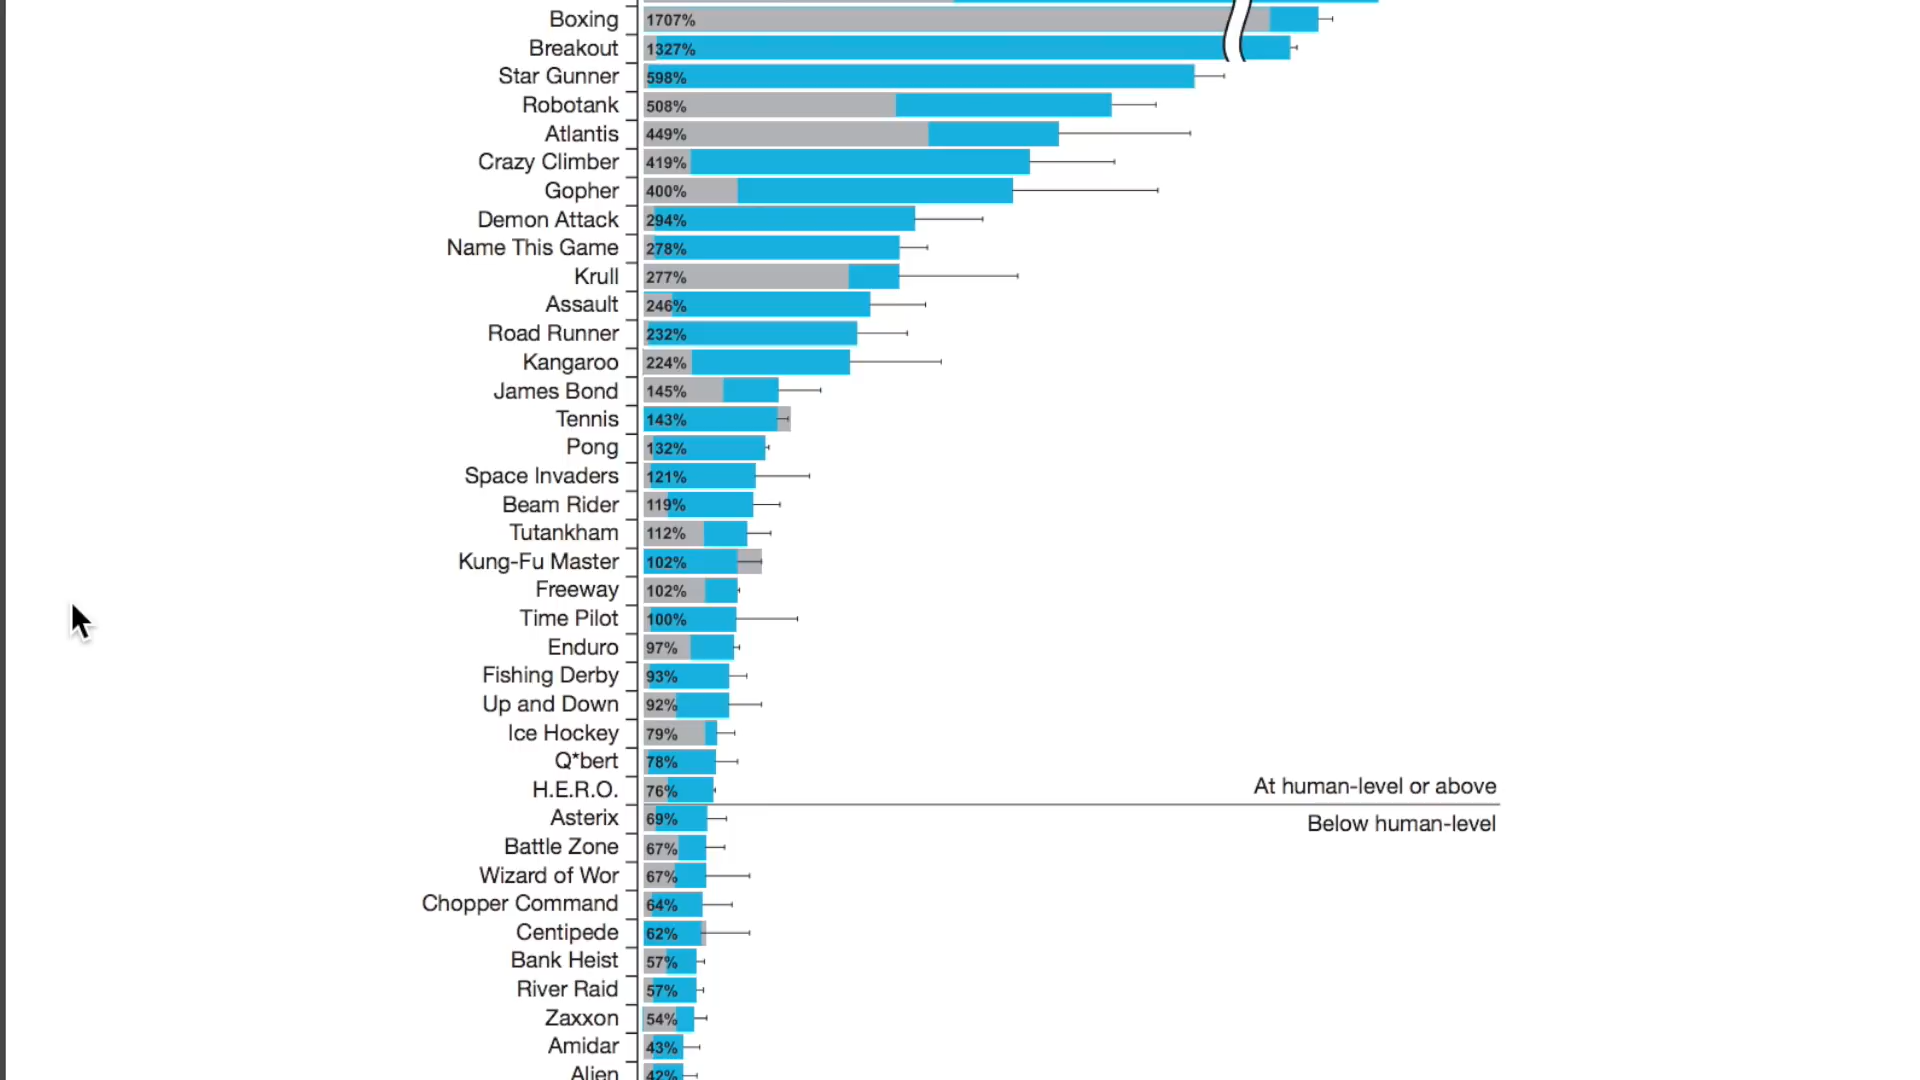 Boxing 1707%
Breakout 1327%
Star Gunner 598%
Robotank 508%
Atlantis 449%
Crazy Climber 419%
Gopher 400%
Demon Attack 294%
Name This Game 278%
Krull 277%
Assault 246%
Road Runner 232%
Kangaroo 224%
James Bond 145%
Tennis 143%
Pong 132%
Space Invaders 121%
Beam Rider 119%
Tutankham 112%
Kung-Fu Master 102%
Freeway 102%
Time Pilot 100%
Enduro 97%
Fishing Derby 93%
Up and Down 92%
Ice Hockey 79%
Q*bert 78%
H.E.R.O. 76%
At human-level or above
Asterix 69%
Below human-level
Battle Zone 67%
Wizard of Wor 67%
Chopper Command 64%
Centipede 62%
Bank Heist 57%
River Raid 57%
Zaxxon 54%
Amidar 43%
Alien 42%